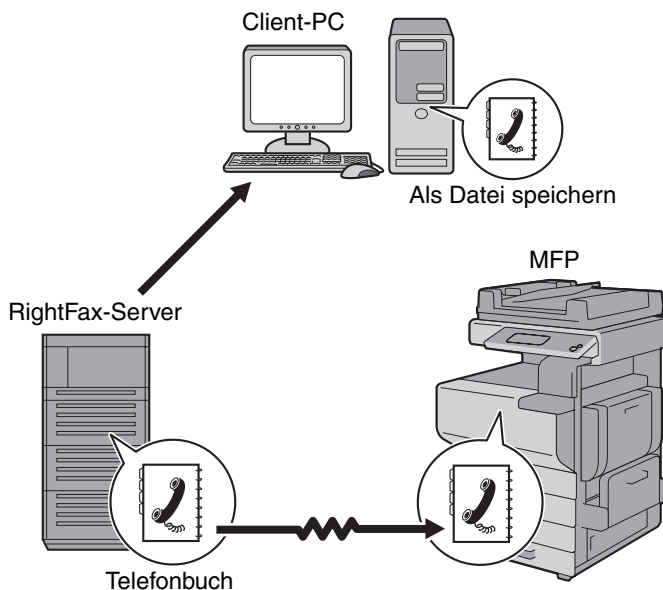 Client-PC
Als Datei speichern
MFP
RightFax-Server
Telefonbuch